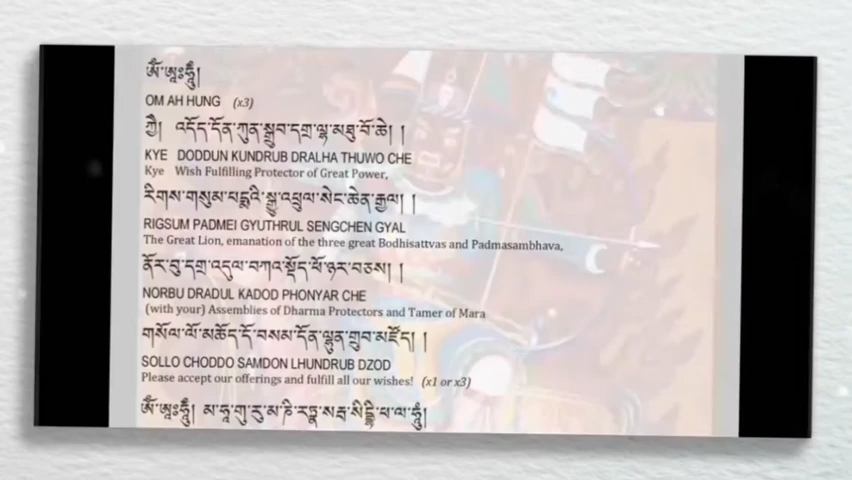 ཨོཾ་ཨཱཿཧཱུྃ།
OM AH HUNG (x3)
ཀྱཻ། འདོད་དོན་ཀུན་སྒྲུབ་དགྲ་ལྷ་མཐུ་བོ་ཆེ། །
KYE DODDUN KUNDRUB DRALHA THUWO CHE
Kye Wish Fulfilling Protector of Great Power,
རིགས་གསུམ་པདྨའི་སྒྱུ་འཕྲུལ་སེང་ཆེན་རྒྱལ། །
RIGSUM PADMEI GYUTHRUL SENGCHEN GYAL
The Great Lion, emanation of the three great Bodhisattvas and Padmasambhava,
ནོར་བུ་དགྲ་འདུལ་བཀའ་སྡོད་ཕོ་ཉར་བཅས། །
NORBU DRADUL KADOD PHONYAR CHE
(with your) Assemblies of Dharma Protectors and Tamer of Mara
གསོལ་ལོ་མཆོད་དོ་བསམ་དོན་ལྷུན་གྲུབ་མཛོད། །
SOLLO CHODDO SAMDON LHUNDRUB DZOD
Please accept our offerings and fulfill all our wishes! (x1 or x3)
ཨོཾ་ཨཱཿཧཱུྃ། མ་ཧཱ་གུ་རུ་མ་ཎི་རཏྣ་སརྦ་སིདྡྷི་ཕ་ལ་ཧཱུྃ།